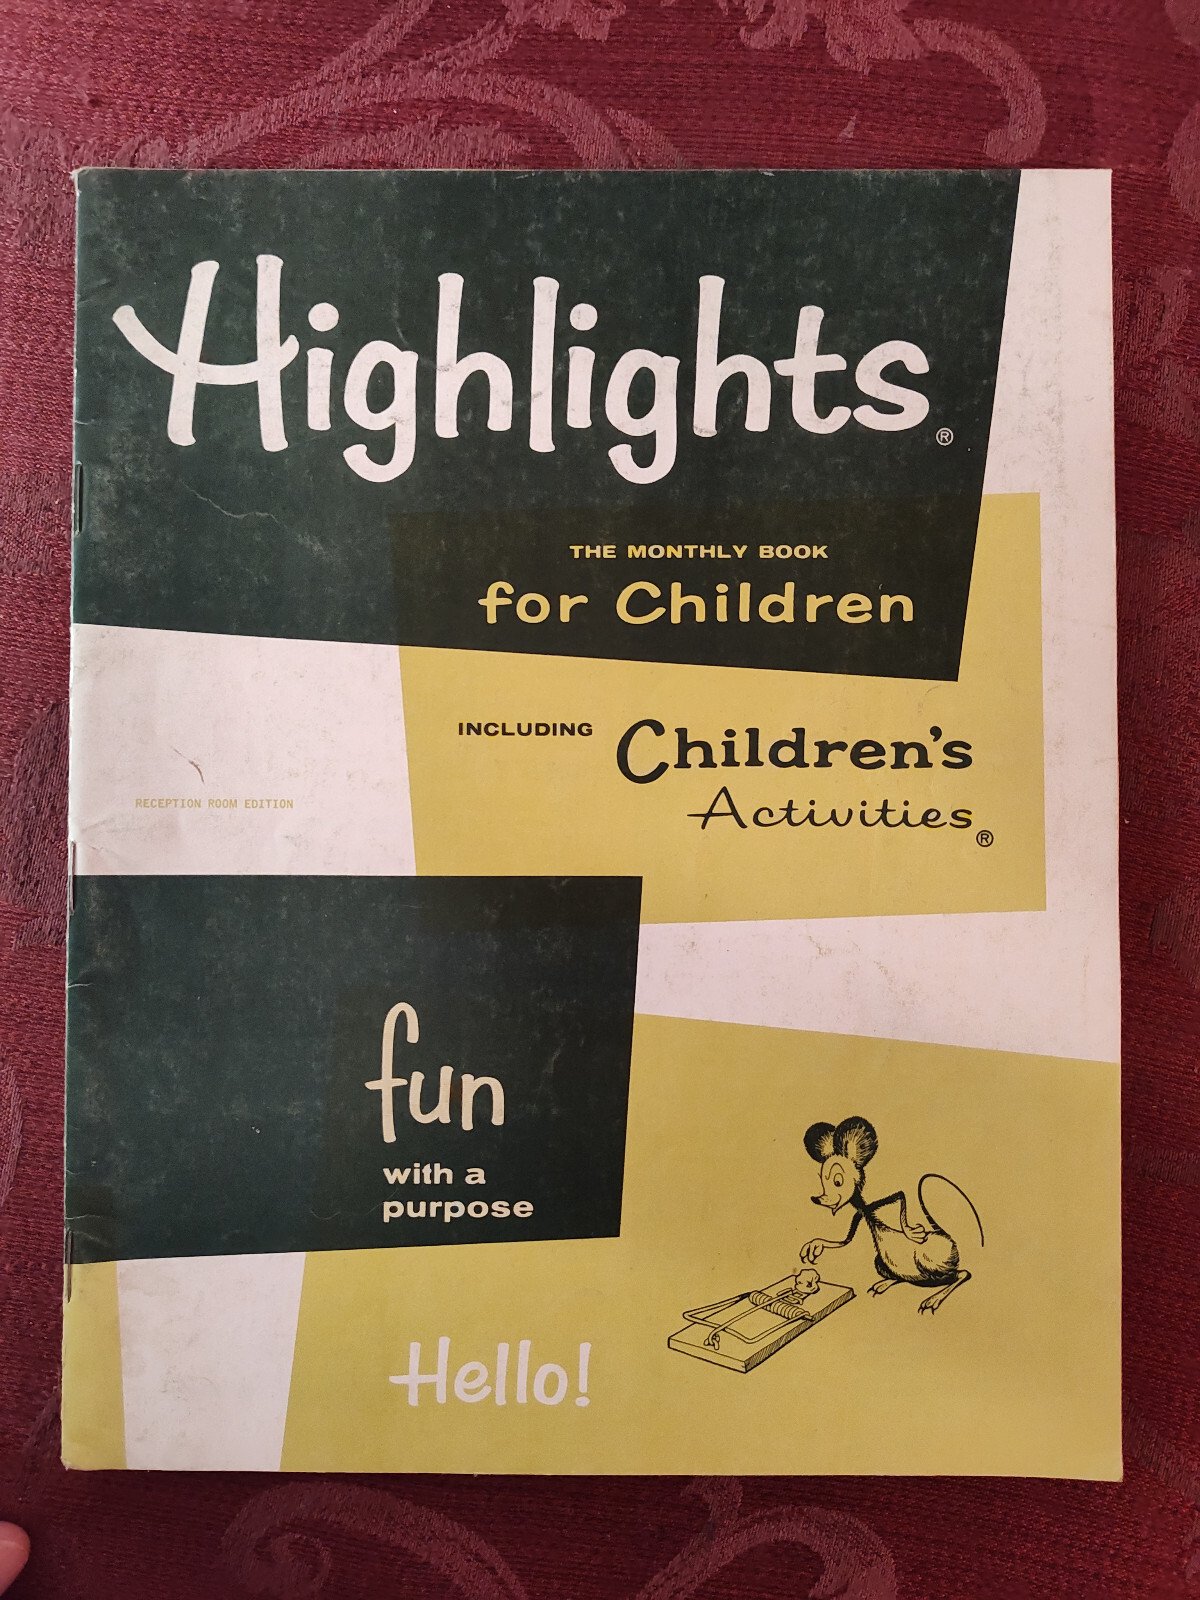 Highlights®
THE MONTHLY BOOK
for Children
INCLUDING Children's
Activities®
RECEPTION ROOM EDITION
fun
with a
purpose
Hello!